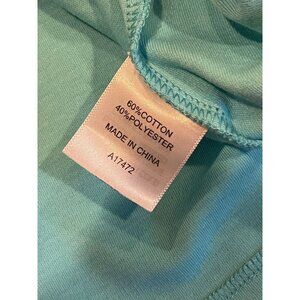 60%COTTON
40%POLYESTER
MADE IN CHINA
A17472